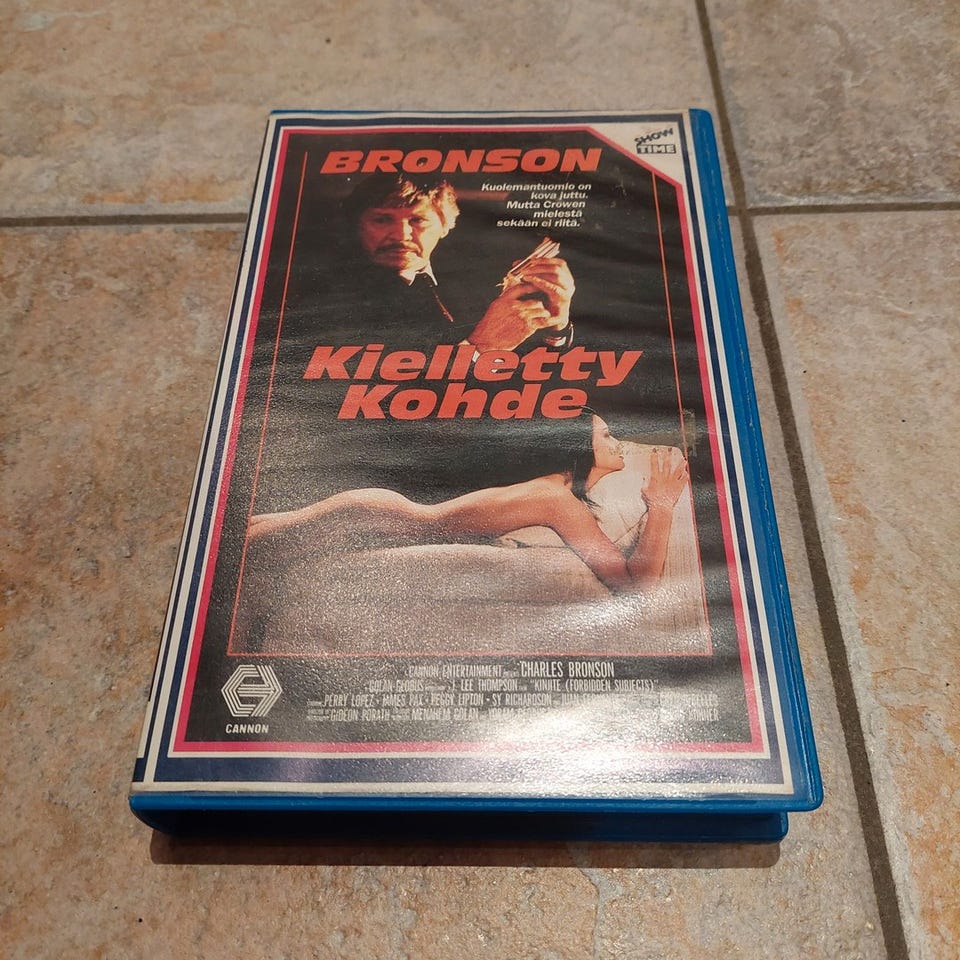 SHOW
TIME
BRONSON
Kuolemantuomio on
kova juttu.
Mutta Crowen
mielestä
sekään ei riitä.
Kielletty
Kohde
CANNON ENTERTAINMENT CHARLES BRONSON
GOLAN-GLOBUS J. LEE THOMPSON "KINJITE (FORBIDDEN SUBJECTS)"
PERRY LOPEZ • JAMES PAX • PEGGY LIPTON • SY RICHARDSON
GIDEON PORATH MENAHEM GOLAN
CANNON